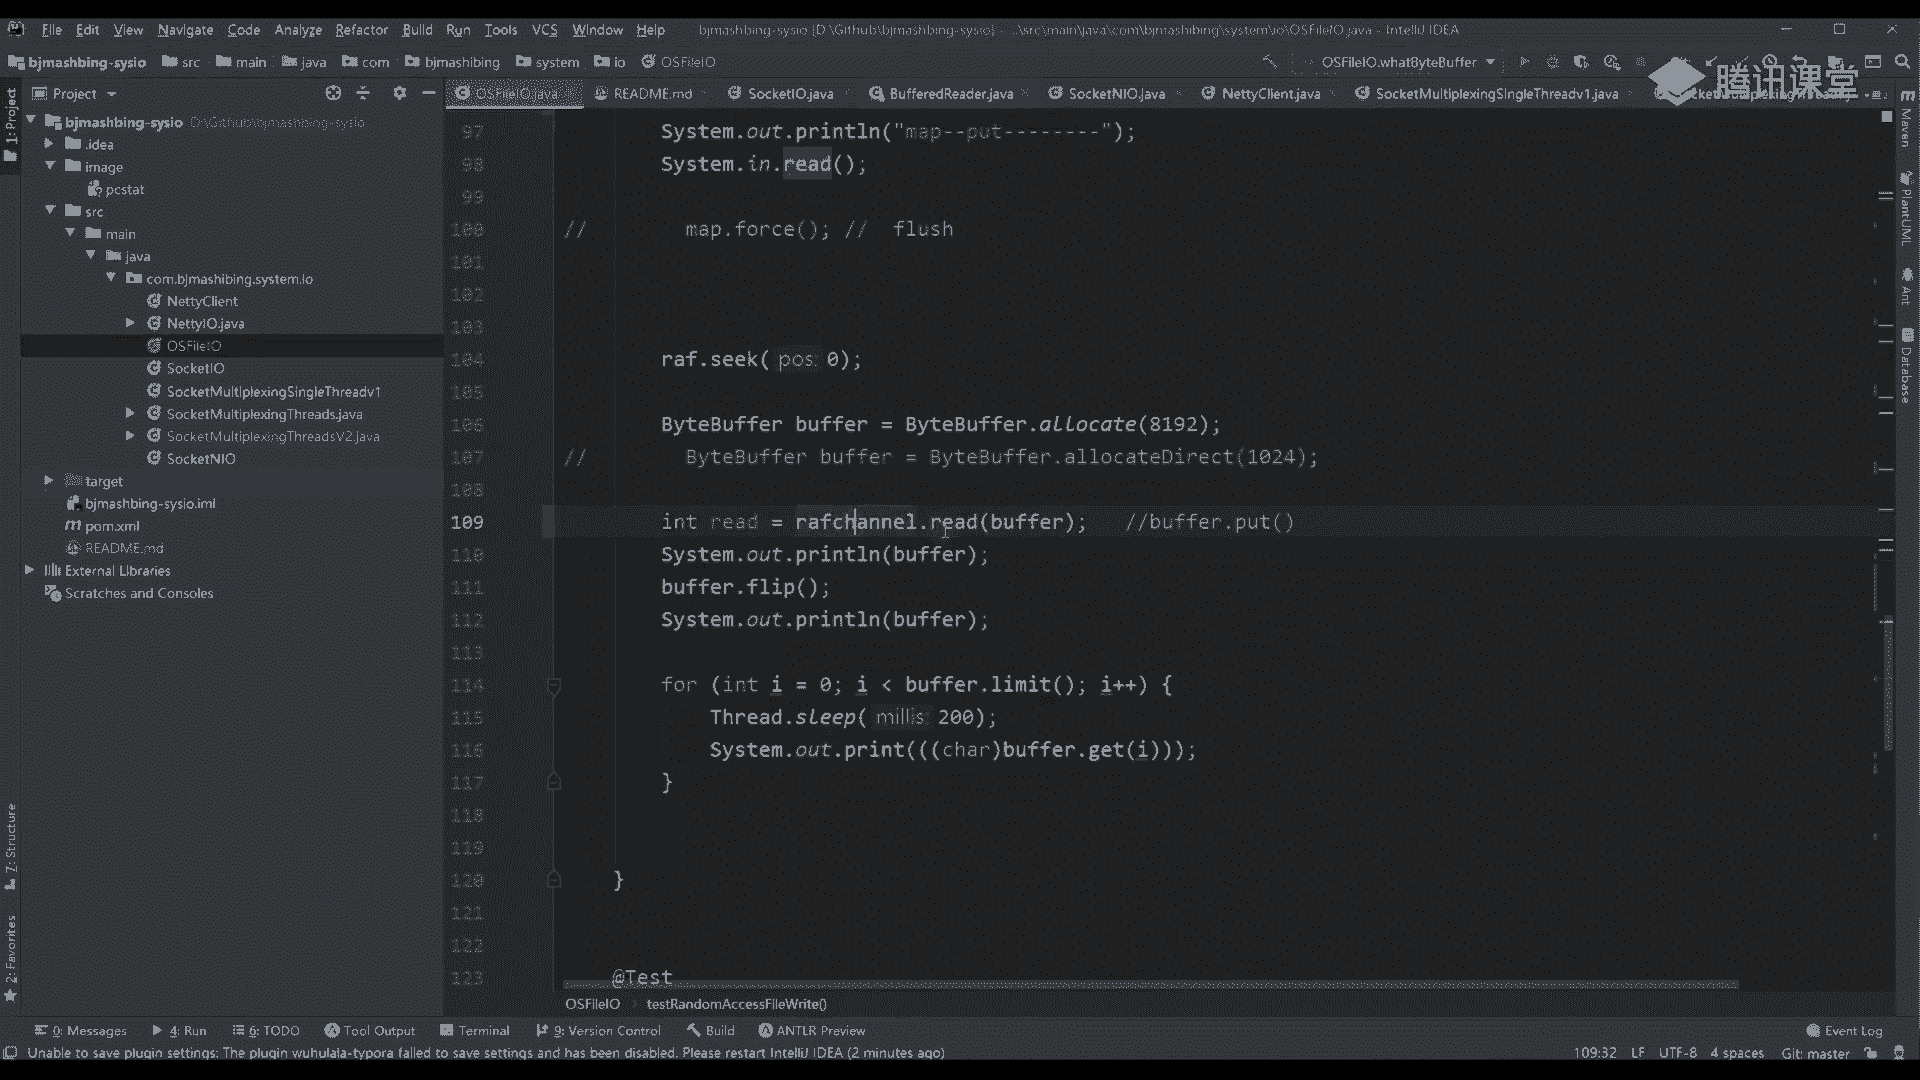 File Edit View Navigate Code Analyze Refactor Build Run Tools VCS Window Help bjmashbing-sysio [D:\Github\bjmashbing-sysio] - ...\src\main\java\com\bjmashibing\system\io\OSFileIO.java - IntelliJ IDEA
bjmashbing-sysio src main java com bjmashibing system io OSFileIO OSFileIO.whatByteBuffer
腾讯课堂
Project OSFileIO.java README.md SocketIO.java BufferedReader.java SocketNIO.java NettyClient.java SocketMultiplexingSingleThreadv1.java
1: Project
bjmashbing-sysio D:\Github\bjmashbing-sysio
.idea
image
pcstat
src
main
java
com.bjmashibing.system.io
NettyClient
NettyIO.java
OSFileIO
SocketIO
SocketMultiplexingSingleThreadv1
SocketMultiplexingThreads.java
SocketMultiplexingThreadsV2.java
SocketNIO
target
bjmashbing-sysio.iml
pom.xml
README.md
External Libraries
Scratches and Consoles
7: Structure
2: Favorites
97 System.out.println("map--put--------");
98 System.in.read();
99
100 // map.force(); // flush
101
102
103
104 raf.seek( pos: 0);
105
106 ByteBuffer buffer = ByteBuffer.allocate(8192);
107 // ByteBuffer buffer = ByteBuffer.allocateDirect(1024);
108
109 int read = rafchannel.read(buffer); //buffer.put()
110 System.out.println(buffer);
111 buffer.flip();
112 System.out.println(buffer);
113
114 for (int i = 0; i < buffer.limit(); i++) {
115 Thread.sleep( millis: 200);
116 System.out.print(((char)buffer.get(i)));
117 }
118
119
120 }
121
122
123 @Test
OSFileIO testRandomAccessFileWrite()
Maven
PlantUML
Ant
Database
0: Messages 4: Run 6: TODO Tool Output Terminal 9: Version Control Build ANTLR Preview Event Log
Unable to save plugin settings: The plugin wuhulala-typora failed to save settings and has been disabled. Please restart IntelliJ IDEA (2 minutes ago) 109:32 LF UTF-8 4 spaces Git: master